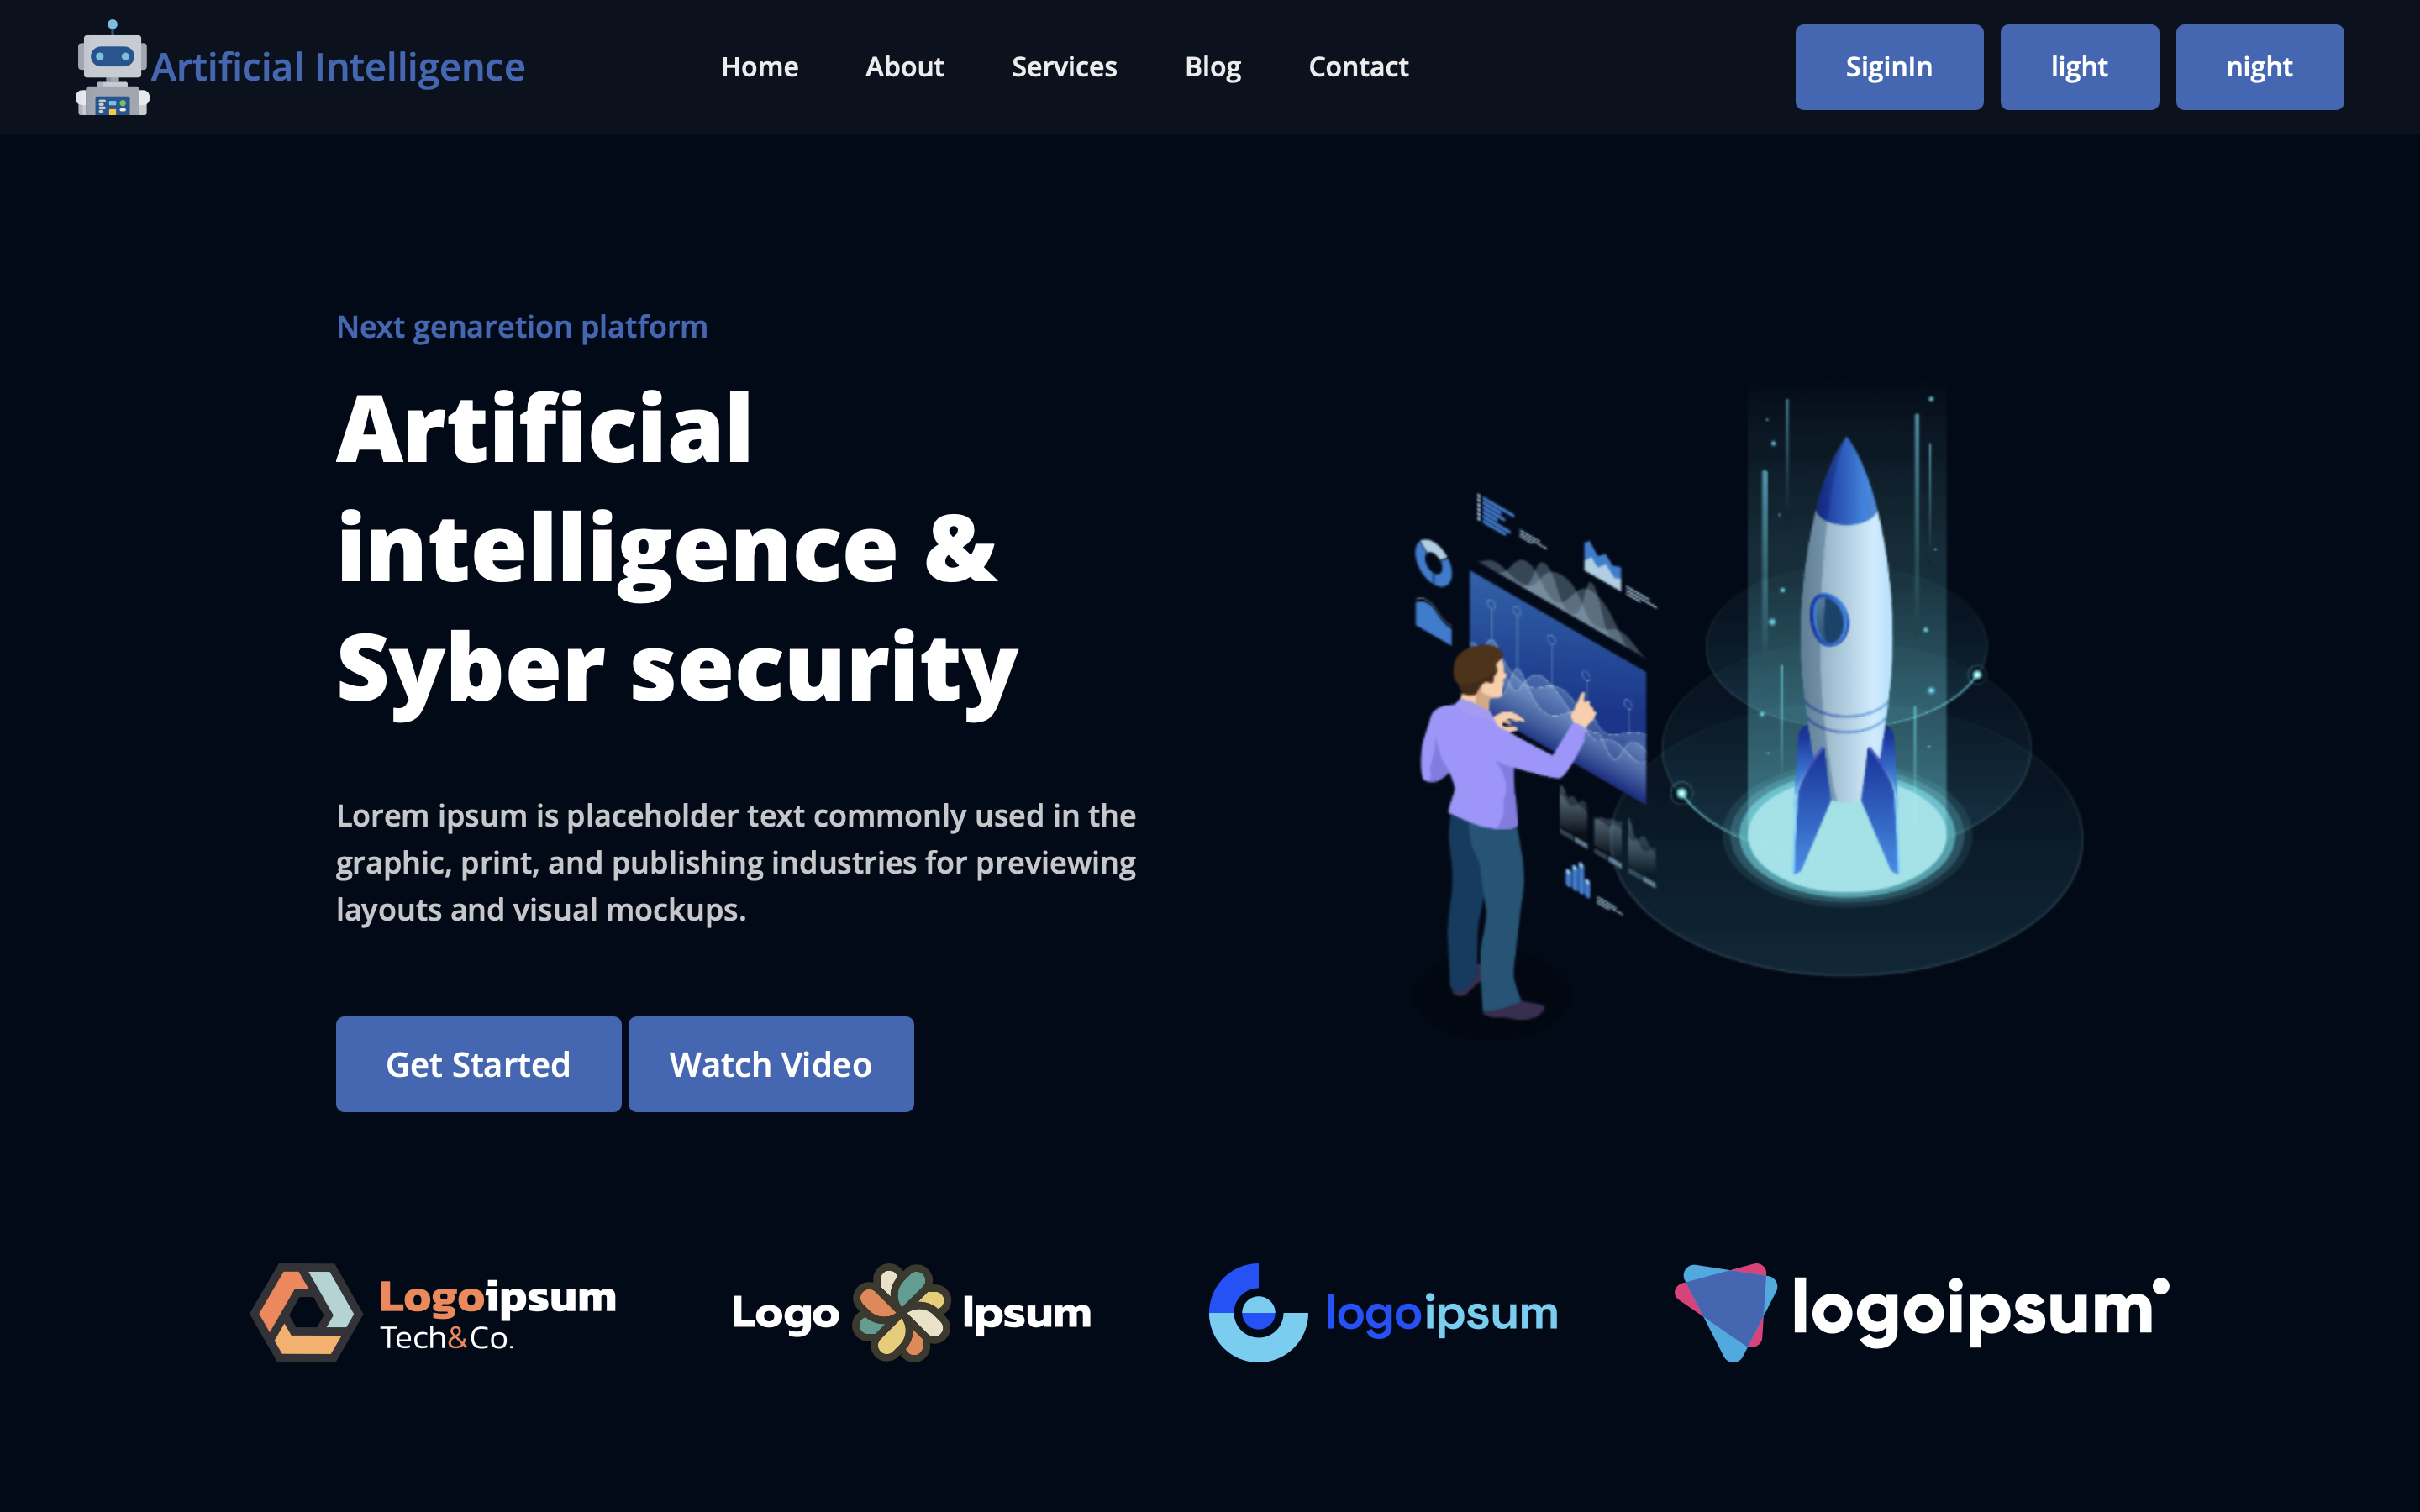 Artificial Intelligence
Home
About
Services
Blog
Contact
SiginIn
light
night
Next genaretion platform
Artificial
intelligence &
Syber security
Lorem ipsum is placeholder text commonly used in the
graphic, print, and publishing industries for previewing
layouts and visual mockups.
Get Started
Watch Video
Logoipsum
Tech&Co.
Logo Ipsum
logoipsum
logoipsum